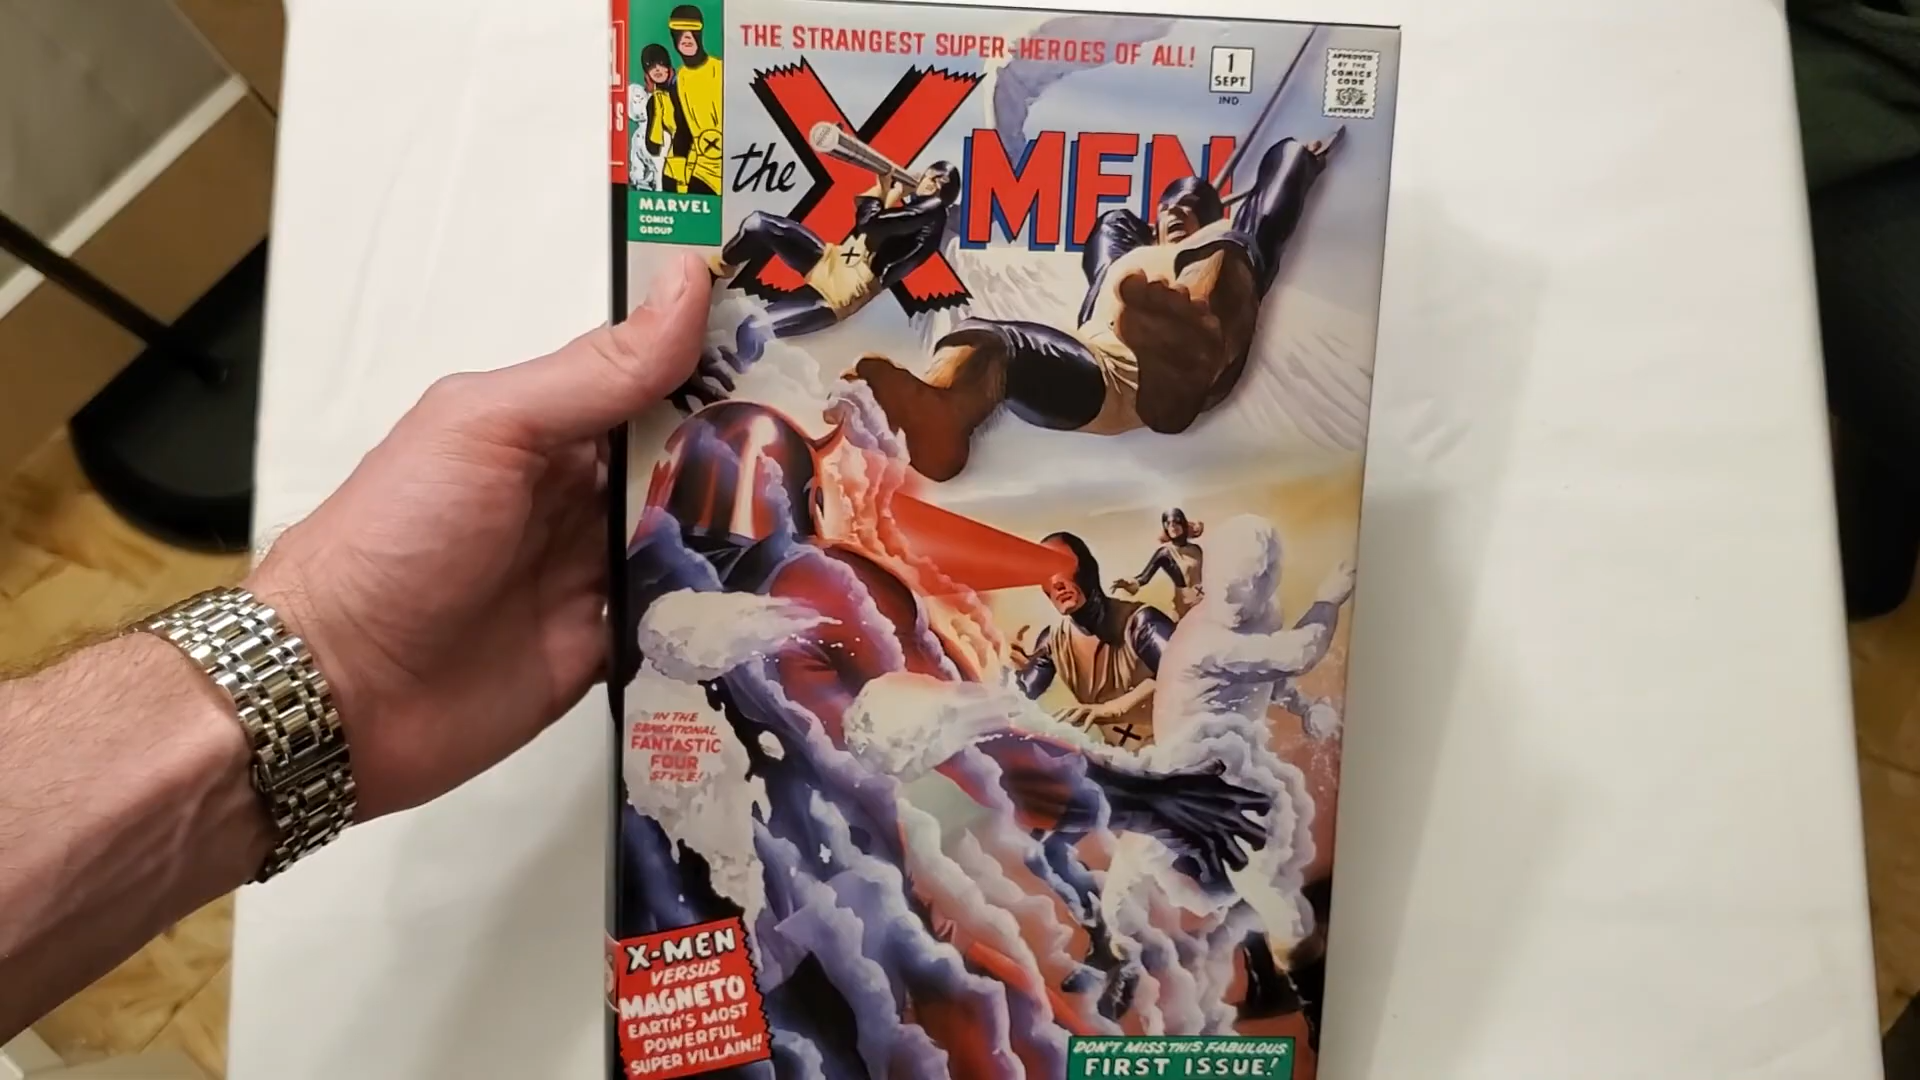 THE STRANGEST SUPER-HEROES OF ALL!
1
SEPT
IND
APPROVED
BY THE
COMICS
CODE
AUTHORITY
the X-MEN
MARVEL
COMICS
GROUP
IN THE
SENSATIONAL
FANTASTIC
FOUR
STYLE!
X-MEN
VERSUS
MAGNETO
EARTH'S MOST
POWERFUL
SUPER VILLAIN!!
DON'T MISS THIS FABULOUS
FIRST ISSUE!